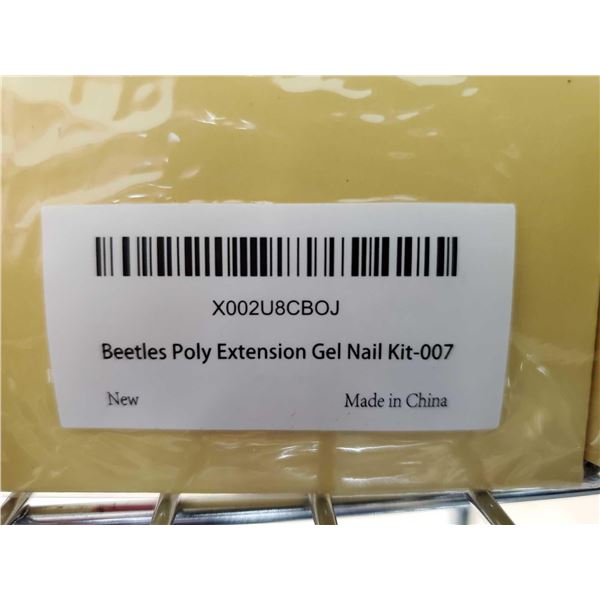 X002U8CBOJ
Beetles Poly Extension Gel Nail Kit-007
New
Made in China